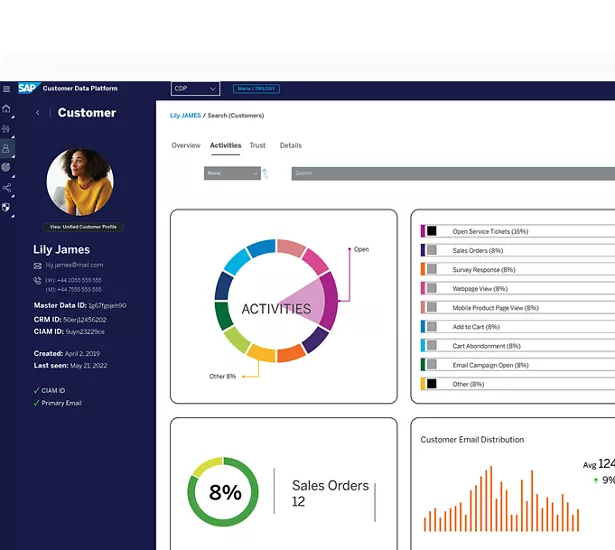 SAP Customer Data Platform
CDP
Maria | TRILOGY
Customer
Lily JAMES / Search (Customers)
Overview Activities Trust Details
None
Search
View: Unified Customer Profile
Lily James
lily.james@mail.com
(W): +44 2055 555 555
(M): +44 7555 555 555
Master Data ID: 1g67fgsjeh90
CRM ID: 50erj12456202
CIAM ID: 9uyn23229ce
Created: April 2, 2019
Last seen: May 21, 2022
CIAM ID
Primary Email
ACTIVITIES
Open
Other 8%
Open Service Tickets (16%)
Sales Orders (8%)
Survey Response (8%)
Webpage View (8%)
Mobile Product Page View (8%)
Add to Cart (8%)
Cart Abondonment (8%)
Email Campaign Open (8%)
Other (8%)
8%
Sales Orders
12
Customer Email Distribution
Avg 124
9%